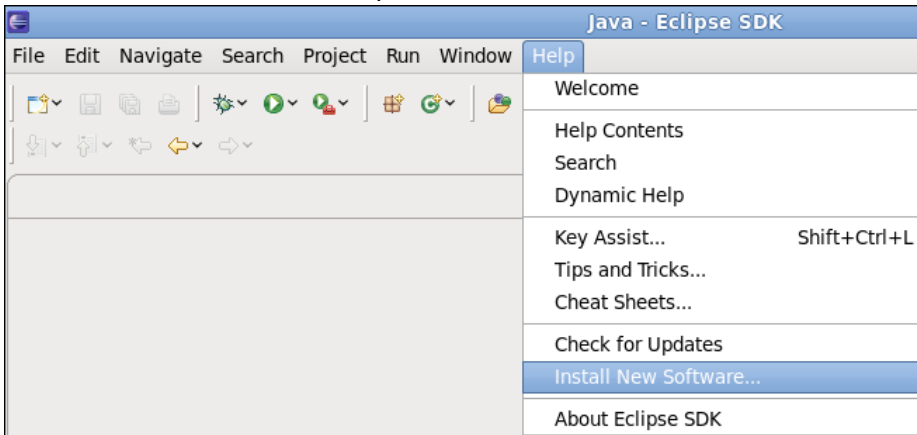 Java - Eclipse SDK
File Edit Navigate Search Project Run Window Help
Welcome
Help Contents
Search
Dynamic Help
Key Assist... Shift+Ctrl+L
Tips and Tricks...
Cheat Sheets...
Check for Updates
Install New Software...
About Eclipse SDK